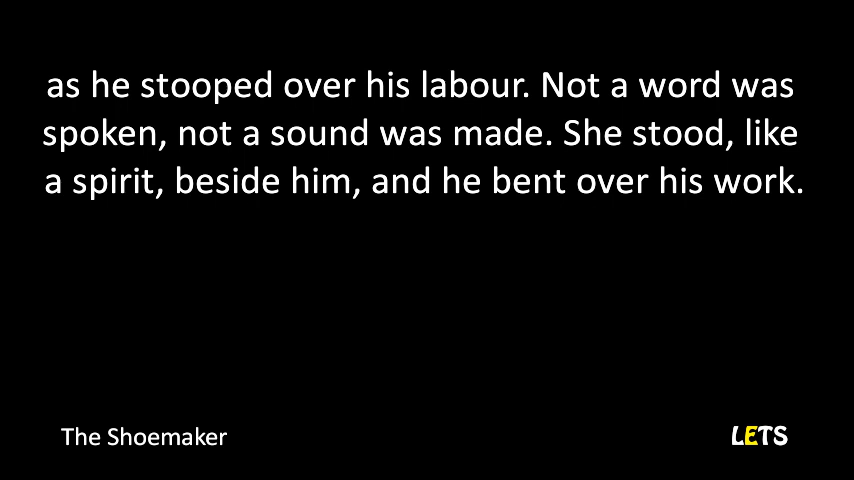 as he stooped over his labour. Not a word was
spoken, not a sound was made. She stood, like
a spirit, beside him, and he bent over his work.
The Shoemaker
LETS